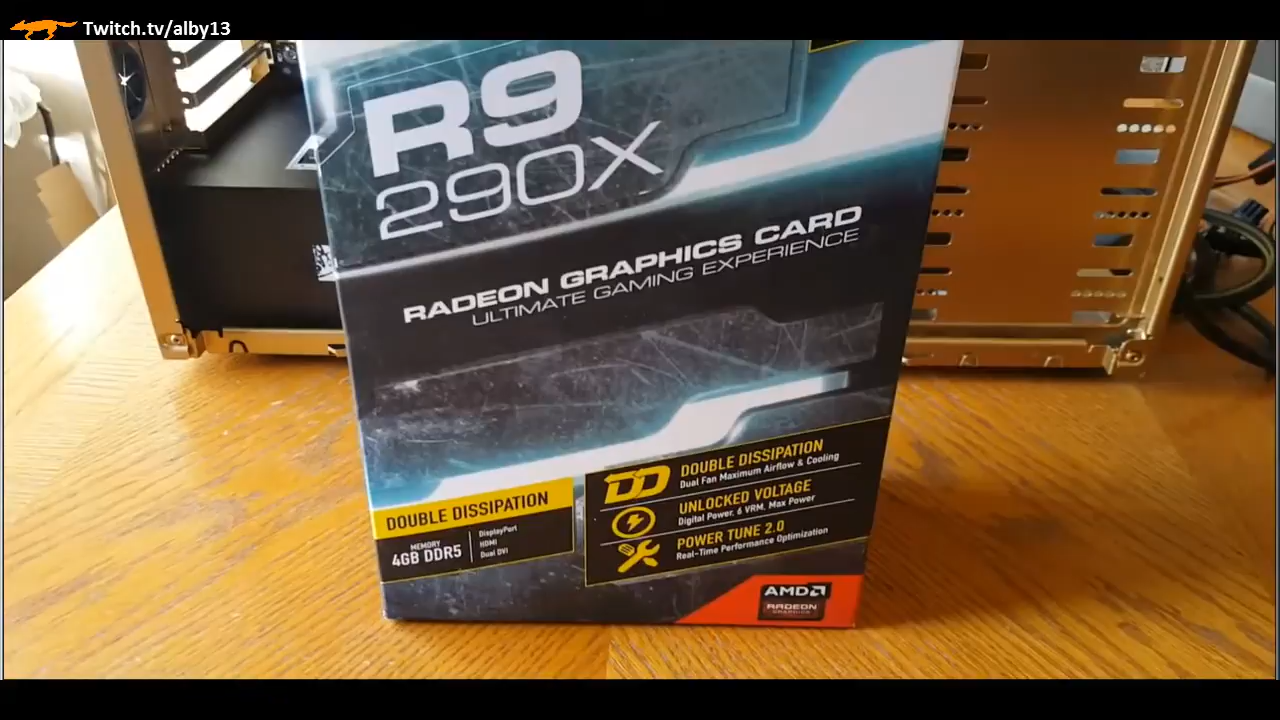 Twitch.tv/alby13
R9
290X
RADEON GRAPHICS CARD
ULTIMATE GAMING EXPERIENCE
DOUBLE DISSIPATION
MEMORY
4GB DDR5
DisplayPort
HDMI
Dual DVI
DD
DOUBLE DISSIPATION
Dual Fan Maximum Airflow & Cooling
UNLOCKED VOLTAGE
Digital Power, 6 VRM, Max Power
POWER TUNE 2.0
Real-Time Performance Optimization
AMD
RADEON
GRAPHICS